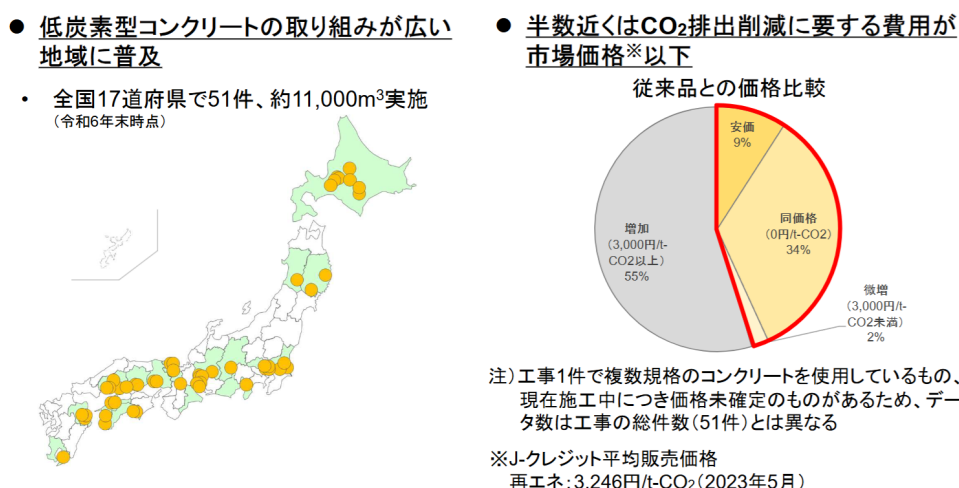 ● 低炭素型コンクリートの取り組みが広い
地域に普及
• 全国17道府県で51件、約11,000m³実施
（令和6年末時点）
● 半数近くはCO₂排出削減に要する費用が
市場価格※以下
従来品との価格比較
安価
9%
同価格
（0円/t-CO2）
34%
微増
（3,000円/t-
CO2未満）
2%
増加
（3,000円/t-
CO2以上）
55%
注）工事1件で複数規格のコンクリートを使用しているもの、
現在施工中につき価格未確定のものがあるため、デー
タ数は工事の総件数（51件）とは異なる
※J-クレジット平均販売価格
再エネ：3,246円/t-CO₂（2023年5月）